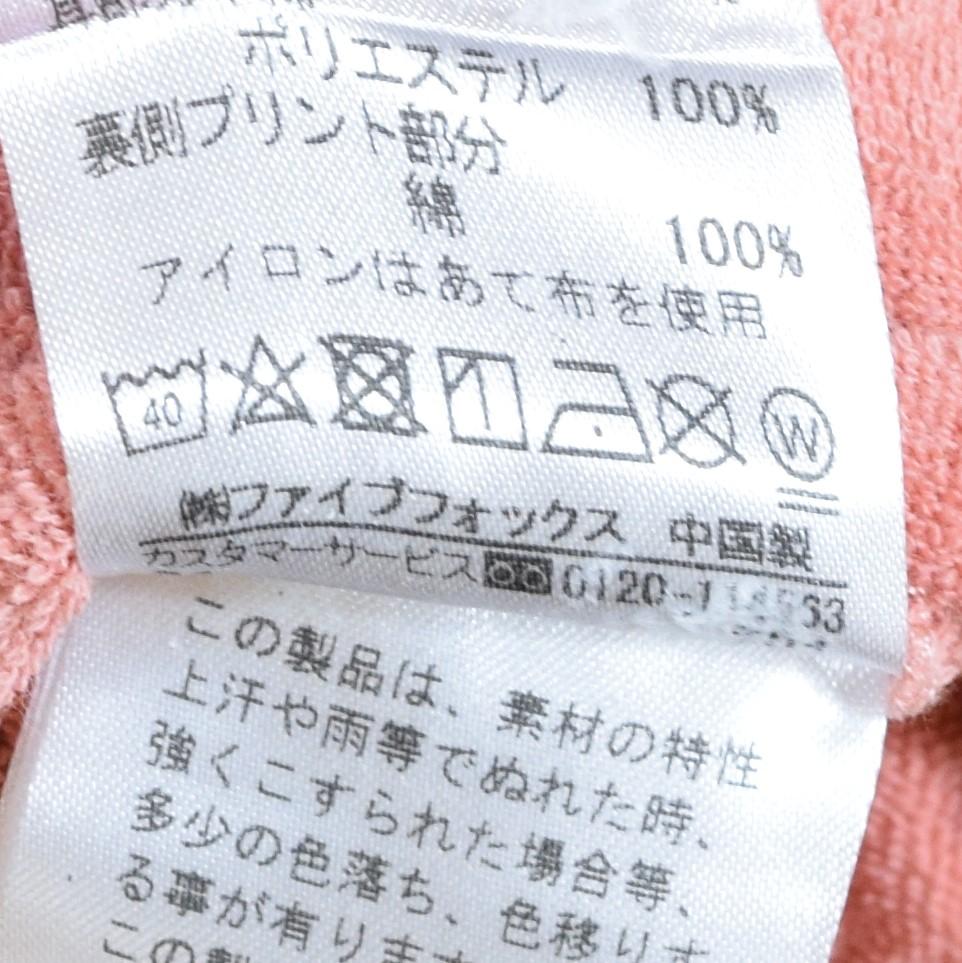 ポリエステル 100%
裏側プリント部分
綿
100%
アイロンはあて布を使用
40
W
㈱ファイブフォックス 中国製
カスタマーサービス
この製品は、素材の特性
上汗や雨等でぬれた時、
強くこすられた場合等、
多少の色落ち、色移りす
る事が有ります
この製